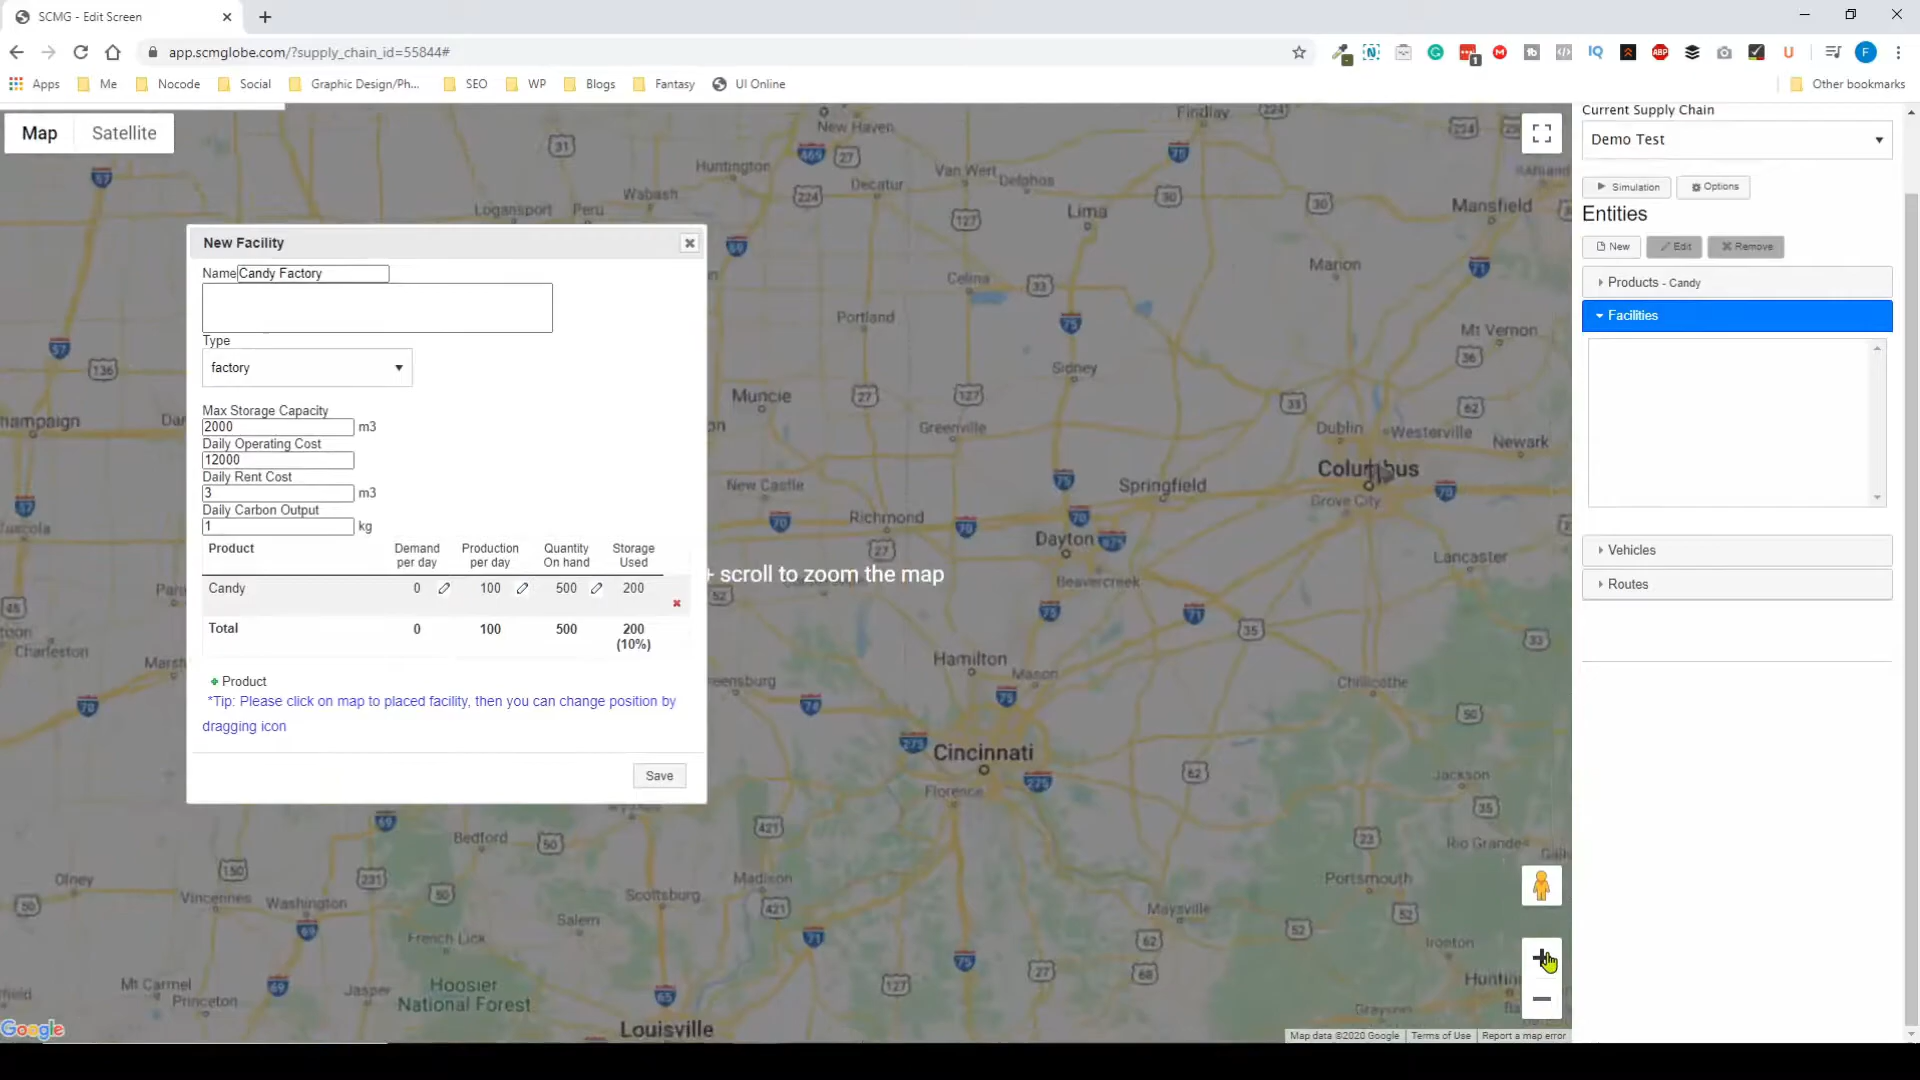 SCMG - Edit Screen
app.scmglobe.com/?supply_chain_id=55844#
Apps
Me
Nocode
Social
Graphic Design/Ph...
SEO
WP
Blogs
Fantasy
UI Online
Other bookmarks
Map
Satellite
New Facility
Name
Candy Factory
Type
factory
Max Storage Capacity
2000
m3
Daily Operating Cost
12000
Daily Rent Cost
3
m3
Daily Carbon Output
1
kg
Product
Demand per day
Production per day
Quantity On hand
Storage Used
Candy
0
100
500
200
Total
0
100
500
200
(10%)
Product
*Tip: Please click on map to placed facility, then you can change position by
dragging icon
Save
+ scroll to zoom the map
Current Supply Chain
Demo Test
Simulation
Options
Entities
New
Edit
Remove
Products - Candy
Facilities
Vehicles
Routes
New Haven
Findlay
Huntington
Van Wert
Delphos
Decatur
Wabash
Logansport
Peru
Lima
Mansfield
Marion
Celina
Portland
Mt Vernon
Sidney
Muncie
Greenville
Dublin
Westerville
Newark
Columbus
Grove City
New Castle
Springfield
Richmond
Dayton
Beavercreek
Lancaster
Hamilton
Mason
Chillicothe
Cincinnati
Florence
Jackson
Bedford
Rio Grande
Olney
Vincennes
Washington
Madison
Scottsburg
Salem
Portsmouth
Maysville
French Lick
Ironton
Mt Carmel
Princeton
Jasper
Hoosier
National Forest
Louisville
Google
Map data ©2020 Google
Terms of Use
Report a map error